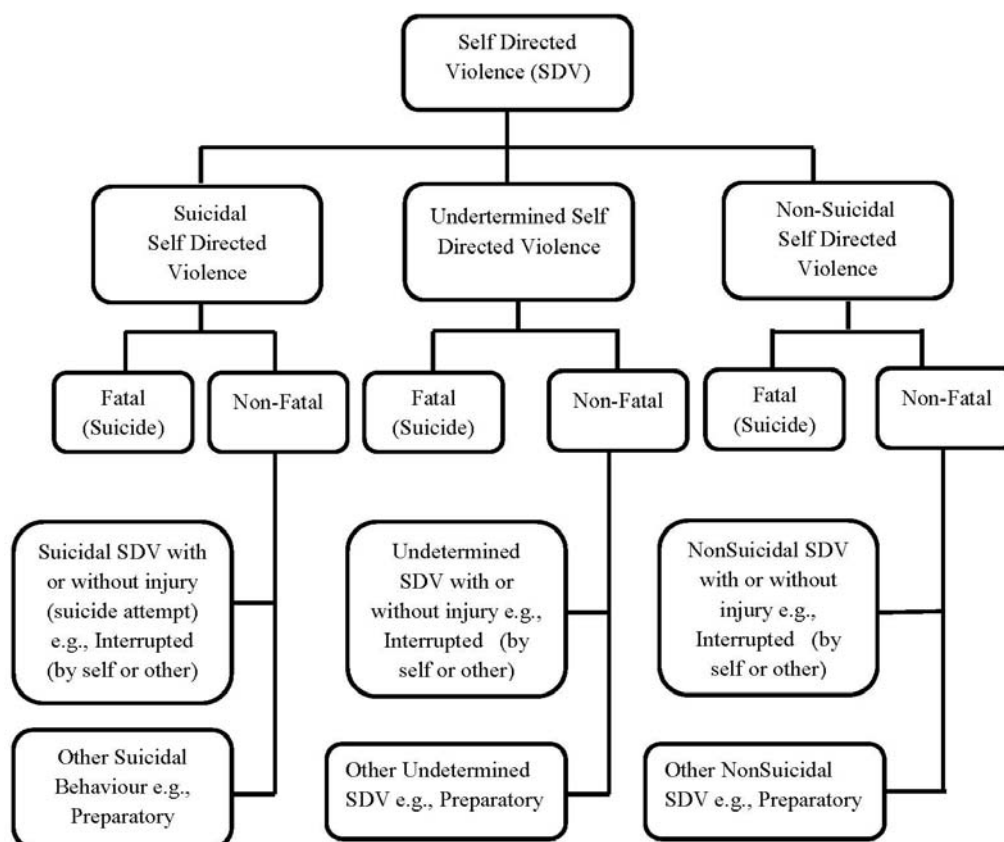 Self Directed
Violence (SDV)
Suicidal
Self Directed
Violence
Undertermined Self
Directed Violence
Non-Suicidal
Self Directed
Violence
Fatal
(Suicide)
Non-Fatal
Fatal
(Suicide)
Non-Fatal
Fatal
(Suicide)
Non-Fatal
Suicidal SDV with
or without injury
(suicide attempt)
e.g., Interrupted
(by self or other)
Undetermined
SDV with or
without injury e.g.,
Interrupted (by
self or other)
NonSuicidal SDV
with or without
injury e.g.,
Interrupted (by
self or other)
Other Suicidal
Behaviour e.g.,
Preparatory
Other Undetermined
SDV e.g., Preparatory
Other NonSuicidal
SDV e.g., Preparatory